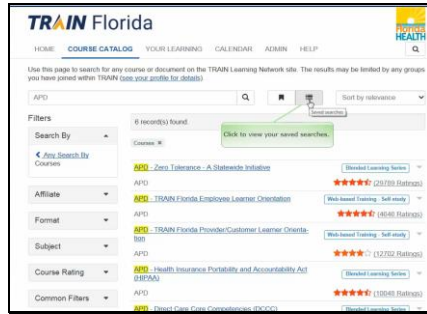 TRAIN Florida
Florida
HEALTH
HOME COURSE CATALOG YOUR LEARNING CALENDAR ADMIN HELP
Use this page to search for any course or document on the TRAIN Learning Network site. The results may be limited by any groups
you have joined within TRAIN (see your profile for details)
APD
Sort by relevance
Saved searches
Filters
6 record(s) found.
Click to view your saved searches.
Search By
Courses ×
Any Search By
Courses
APD - Zero Tolerance - A Statewide Initiative
Blended Learning Series
APD
(29789 Ratings)
Affiliate
APD - TRAIN Florida Employee Learner Orientation
Web-based Training - Self-study
APD
(4646 Ratings)
Format
APD - TRAIN Florida Provider/Customer Learner Orienta-
tion
Web-based Training - Self-study
Subject
APD
(12702 Ratings)
Course Rating
APD - Health Insurance Portability and Accountability Act
(HIPAA)
Blended Learning Series
APD
(10046 Ratings)
Common Filters
APD - Direct Care Core Competencies (DCCC)
Blended Learning Series